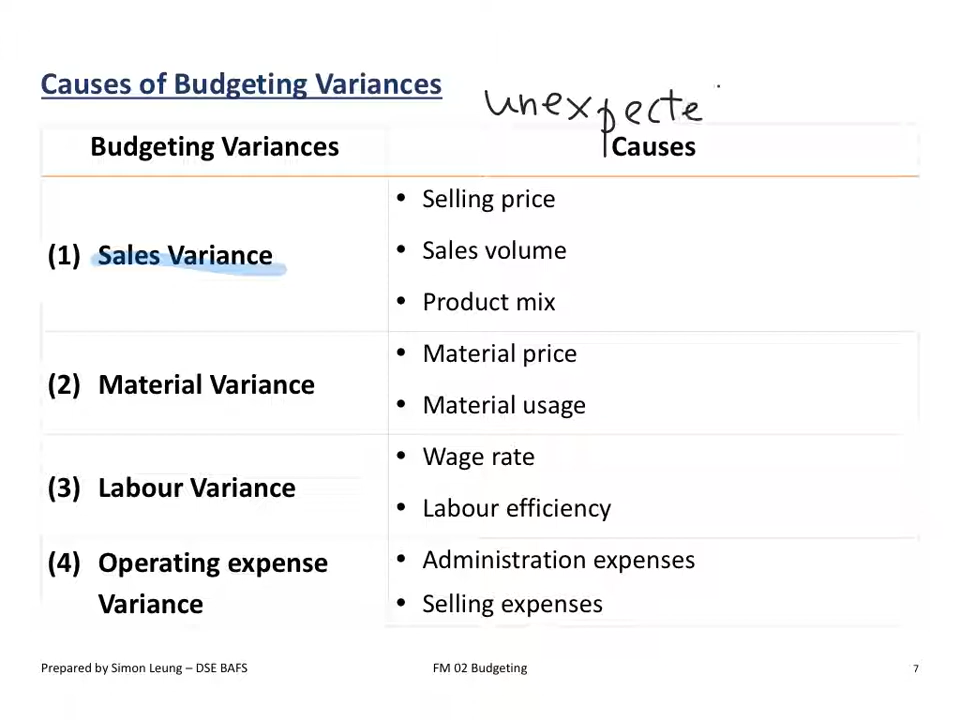 Causes of Budgeting Variances
unexpecte
Budgeting Variances Causes
(1) Sales Variance
• Selling price
• Sales volume
• Product mix
(2) Material Variance
• Material price
• Material usage
(3) Labour Variance
• Wage rate
• Labour efficiency
(4) Operating expense
Variance
• Administration expenses
• Selling expenses
Prepared by Simon Leung – DSE BAFS FM 02 Budgeting 7